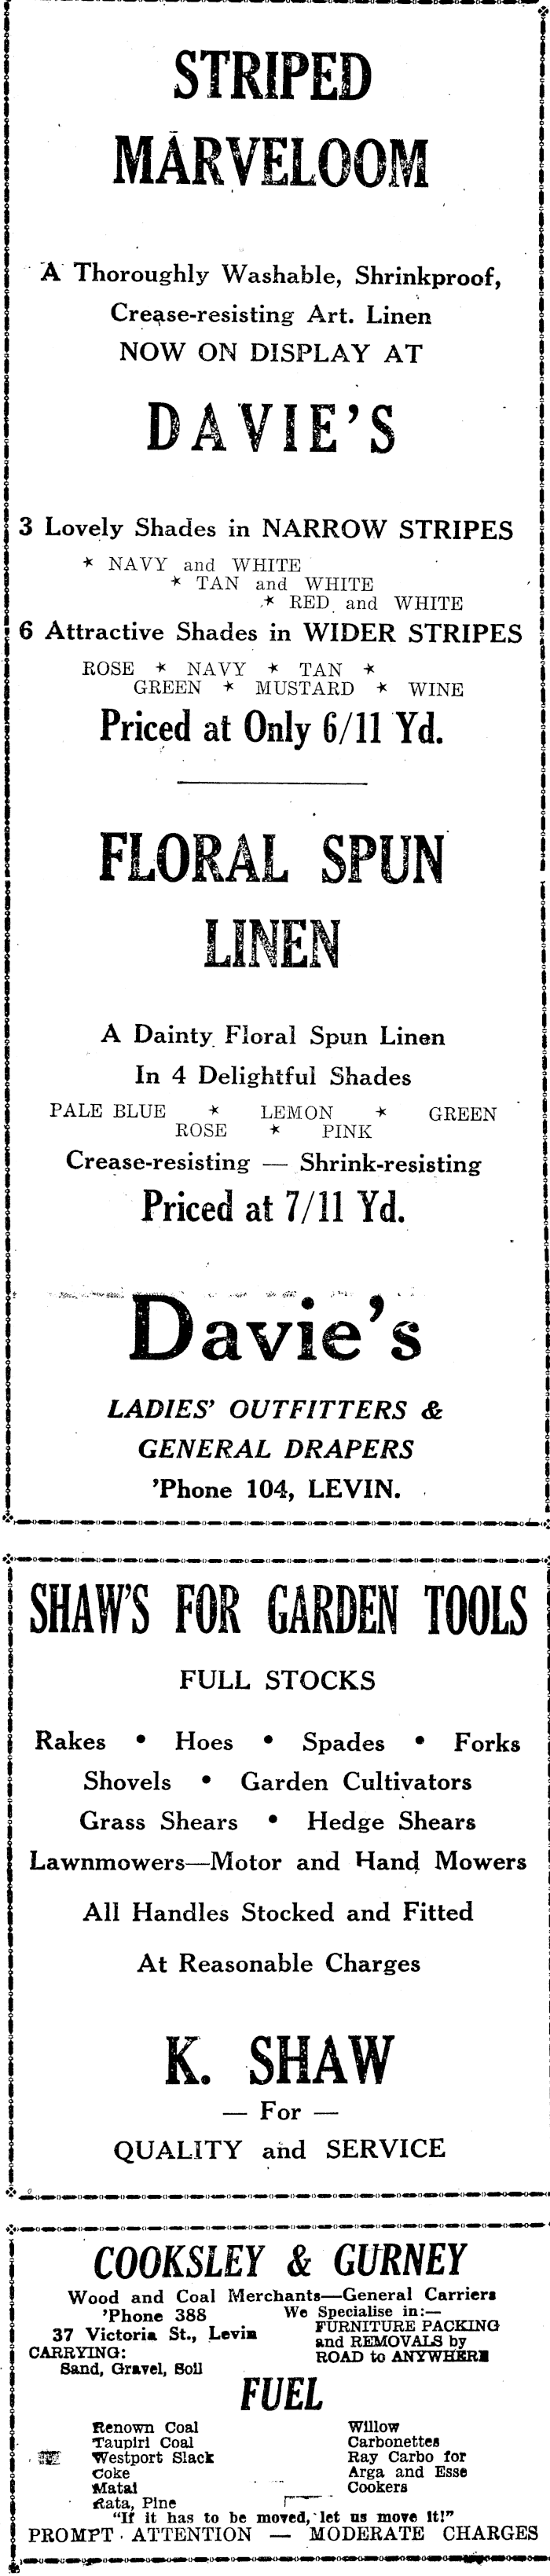 STRIPED
MARVELOOM
A Thoroughly Washable, Shrinkproof,
Crease-resisting Art. Linen
NOW ON DISPLAY AT
DAVIE'S
3 Lovely Shades in NARROW STRIPES
* NAVY and WHITE
* TAN and WHITE
* RED and WHITE
6 Attractive Shades in WIDER STRIPES
ROSE * NAVY * TAN *
GREEN * MUSTARD * WINE
Priced at Only 6/11 Yd.
FLORAL SPUN
LINEN
A Dainty Floral Spun Linen
In 4 Delightful Shades
PALE BLUE * LEMON * GREEN
ROSE * PINK
Crease-resisting — Shrink-resisting
Priced at 7/11 Yd.
Davie's
LADIES' OUTFITTERS &
GENERAL DRAPERS
'Phone 104, LEVIN.
SHAW'S FOR GARDEN TOOLS
FULL STOCKS
Rakes • Hoes • Spades • Forks
Shovels • Garden Cultivators
Grass Shears • Hedge Shears
Lawnmowers—Motor and Hand Mowers
All Handles Stocked and Fitted
At Reasonable Charges
K. SHAW
— For —
QUALITY and SERVICE
COOKSLEY & GURNEY
Wood and Coal Merchants—General Carriers
'Phone 388
37 Victoria St., Levin
CARRYING:
Sand, Gravel, Soil
We Specialise in:—
FURNITURE PACKING
and REMOVALS by
ROAD to ANYWHERE
FUEL
Renown Coal
Taupiri Coal
Westport Slack
Coke
Matai
Rata, Pine
Willow
Carbonettes
Ray Carbo for
Arga and Esse
Cookers
"If it has to be moved, let us move it!"
PROMPT ATTENTION — MODERATE CHARGES